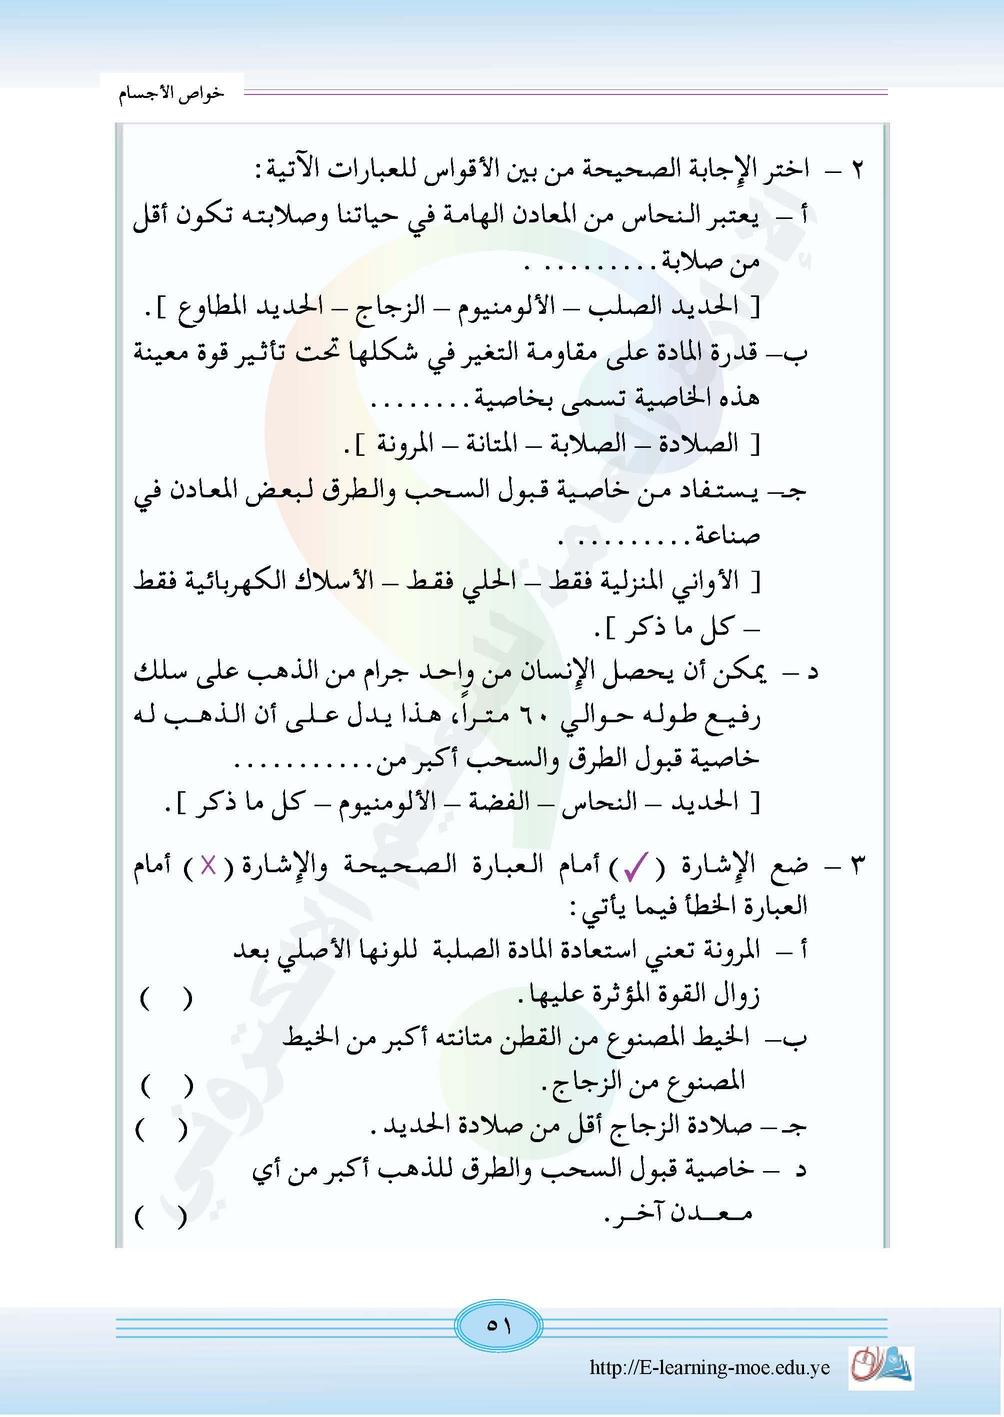 خواص الأجسام
٢ – اختر الإجابة الصحيحة من بين الأقواس للعبارات الآتية:
أ – يعتبر النحاس من المعادن الهامة في حياتنا وصلابته تكون أقل
من صلابة.......... .
[ الحديد الصلب – الألومنيوم – الزجاج – الحديد المطاوع ].
ب– قدرة المادة على مقاومة التغير في شكلها تحت تأثير قوة معينة
هذه الخاصية تسمى بخاصية........
[ الصلادة – الصلابة – المتانة – المرونة ].
جـ– يستفاد من خاصية قبول السحب والطرق لبعض المعادن في
صناعة.......... .
[ الأواني المنزلية فقط – الحلي فقط – الأسلاك الكهربائية فقط
– كل ما ذكر ].
د – يمكن أن يحصل الإنسان من واحد جرام من الذهب على سلك
رفيع طوله حوالي ٦٠ متراً، هذا يدل على أن الذهب له
خاصية قبول الطرق والسحب أكبر من...........
[ الحديد – النحاس – الفضة – الألومنيوم – كل ما ذكر ].
٣ – ضع الإشارة (✓) أمام العبارة الصحيحة والإشارة (X) أمام
العبارة الخطأ فيما يأتي:
أ – المرونة تعني استعادة المادة الصلبة للونها الأصلي بعد
زوال القوة المؤثرة عليها. ( )
ب– الخيط المصنوع من القطن متانته أكبر من الخيط
المصنوع من الزجاج. ( )
جـ – صلادة الزجاج أقل من صلادة الحديد. ( )
د – خاصية قبول السحب والطرق للذهب أكبر من أي
معدن آخر. ( )
٥١
http://E-learning-moe.edu.ye
الإدارة العامة للتعليم الإلكتروني